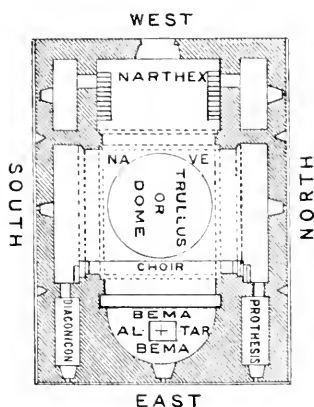 WEST
NARTHEX
SOUTH
NORTH
NA VE
TRULLUS
OR
DOME
CHOIR
DIACONICON
BEMA
AL TAR
BEMA
PROTHESIS
EAST